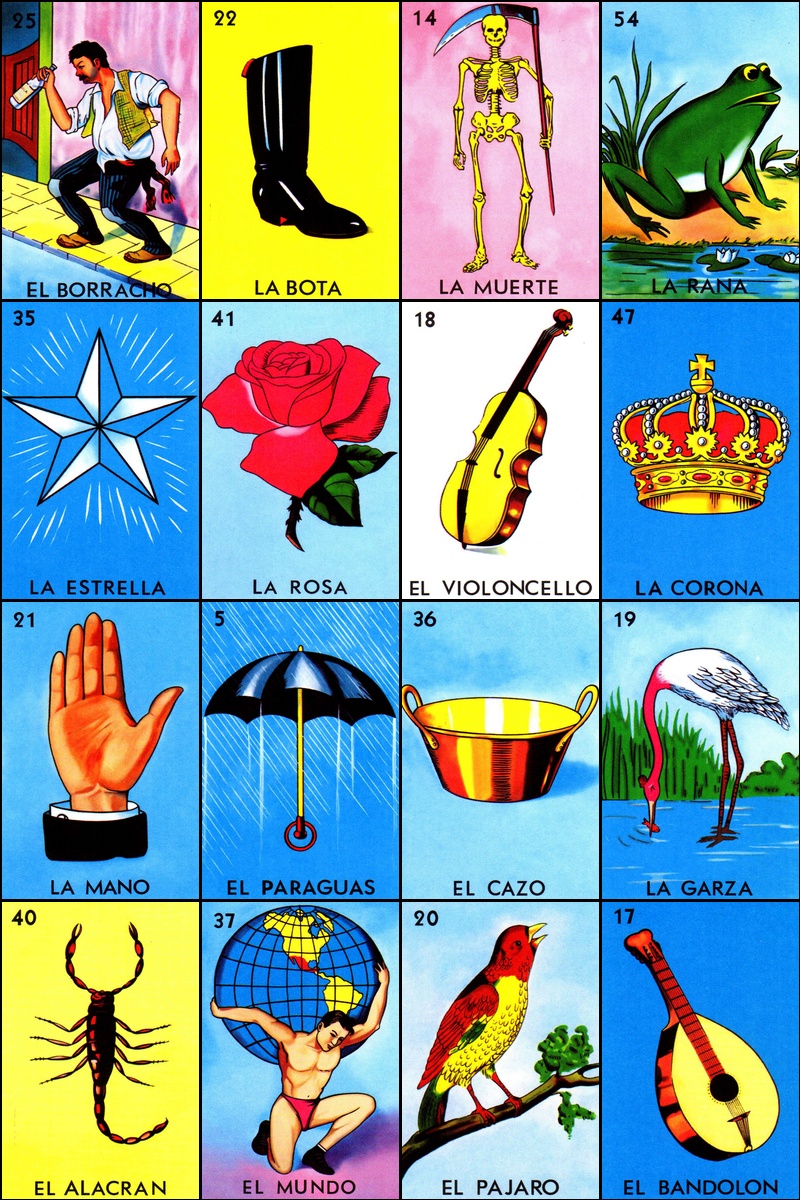 25
EL BORRACHO
22
LA BOTA
14
LA MUERTE
54
LA RANA
35
LA ESTRELLA
41
LA ROSA
18
EL VIOLONCELLO
47
LA CORONA
21
LA MANO
5
EL PARAGUAS
36
EL CAZO
19
LA GARZA
40
EL ALACRAN
37
EL MUNDO
20
EL PAJARO
17
EL BANDOLON